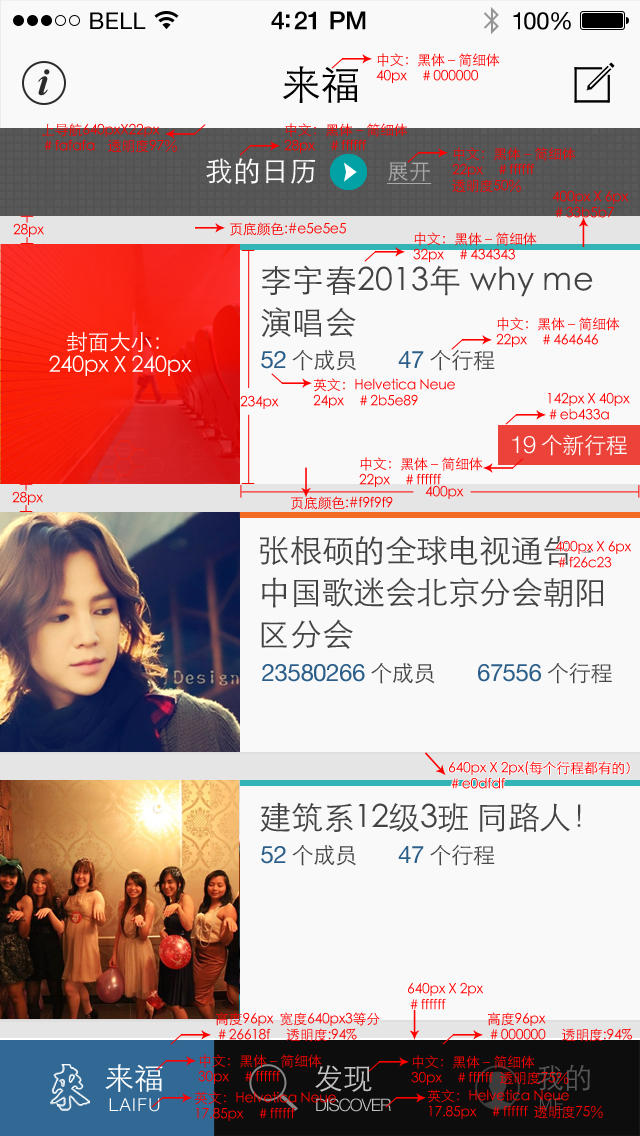 BELL
4:21 PM
100%
来福
中文：黑体 – 简细体
40px #000000
上导航640pxX22px
#fafafa 透明度97%。
中文：黑体 – 简细体
28px #ffffff
我的日历
展开
中文：黑体 – 简细体
22px #ffffff
透明度80%
400px X 6px
28px
页底颜色:#e5e5e5
中文：黑体 – 简细体
32px #434343
李宇春2013年 why me
演唱会
封面大小：
240px X 240px
中文：黑体 – 简细体
22px #464646
52 个成员 47 个行程
英文：Helvetica Neue
24px #2b5e89
234px
142px X 40px
#eb433a
19 个新行程
中文：黑体 – 简细体
22px #ffffff
400px
28px
页底颜色:#f9f9f9
张根硕的全球电视通告
400px X 6px
#f26c23
中国歌迷会北京分会朝阳
区分会
23580266 个成员 67556 个行程
Design
640px X 2px(每个行程都有的)
#e0dfdf
建筑系12级3班 同路人！
52 个成员 47 个行程
640px X 2px
#ffffff
高度96px 宽度640px3等分
#26618f 透明度:94%
高度96px
#000000 透明度:94%
来福
LAIFU
中文：黑体 – 简细体
30px #ffffff
英文：Helvetica Neue
17.85px #ffffff
发现
DISCOVER
中文：黑体 – 简细体
30px #ffffff 透明度75%
英文：Helvetica Neue
17.85px #ffffff 透明度75%
我的
ME